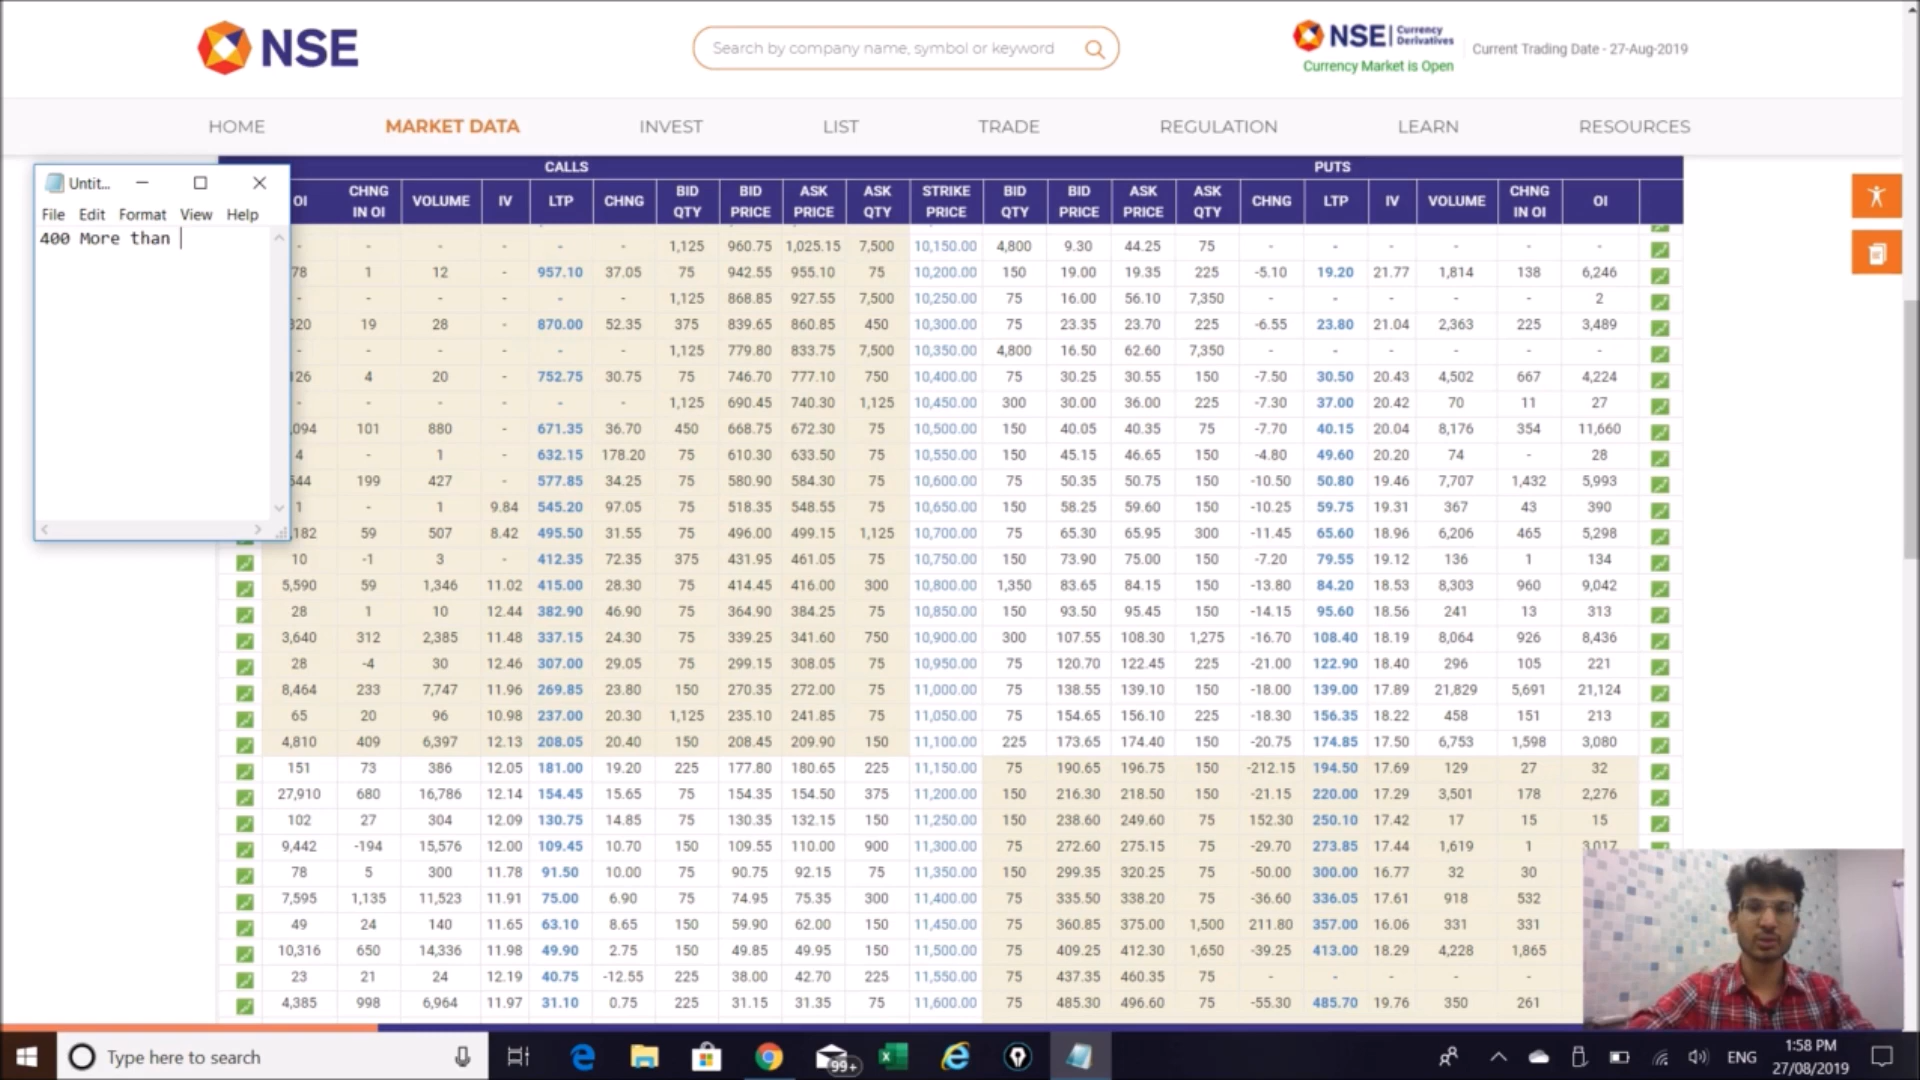 NSE
Search by company name, symbol or keyword
NSE Currency Derivatives
Currency Market is Open
Current Trading Date - 27-Aug-2019
HOME MARKET DATA INVEST LIST TRADE REGULATION LEARN RESOURCES
Untit...
File Edit Format View Help
400 More than
CALLS PUTS
OI CHNG IN OI VOLUME IV LTP CHNG BID QTY BID PRICE ASK PRICE ASK QTY STRIKE PRICE BID QTY BID PRICE ASK PRICE ASK QTY CHNG LTP IV VOLUME CHNG IN OI OI
- - - - - - 1,125 960.75 1,025.15 7,500 10,150.00 4,800 9.30 44.25 75 - - - - - -
78 1 12 - 957.10 37.05 75 942.55 955.10 75 10,200.00 150 19.00 19.35 225 -5.10 19.20 21.77 1,814 138 6,246
- - - - - - 1,125 868.85 927.55 7,500 10,250.00 75 16.00 56.10 7,350 - - - - - 2
320 19 28 - 870.00 52.35 375 839.65 860.85 450 10,300.00 75 23.35 23.70 225 -6.55 23.80 21.04 2,363 225 3,489
- - - - - - 1,125 779.80 833.75 7,500 10,350.00 4,800 16.50 62.60 7,350 - - - - - -
126 4 20 - 752.75 30.75 75 746.70 777.10 750 10,400.00 75 30.25 30.55 150 -7.50 30.50 20.43 4,502 667 4,224
- - - - - - 1,125 690.45 740.30 1,125 10,450.00 300 30.00 36.00 225 -7.30 37.00 20.42 70 11 27
,094 101 880 - 671.35 36.70 450 668.75 672.30 75 10,500.00 150 40.05 40.35 75 -7.70 40.15 20.04 8,176 354 11,660
4 - 1 - 632.15 178.20 75 610.30 633.50 75 10,550.00 150 45.15 46.65 150 -4.80 49.60 20.20 74 - 28
544 199 427 - 577.85 34.25 75 580.90 584.30 75 10,600.00 75 50.35 50.75 150 -10.50 50.80 19.46 7,707 1,432 5,993
1 - 1 9.84 545.20 97.05 75 518.35 548.55 75 10,650.00 150 58.25 59.60 150 -10.25 59.75 19.31 367 43 390
,182 59 507 8.42 495.50 31.55 75 496.00 499.15 1,125 10,700.00 75 65.30 65.95 300 -11.45 65.60 18.96 6,206 465 5,298
10 -1 3 - 412.35 72.35 375 431.95 461.05 75 10,750.00 150 73.90 75.00 150 -7.20 79.55 19.12 136 1 134
5,590 59 1,346 11.02 415.00 28.30 75 414.45 416.00 300 10,800.00 1,350 83.65 84.15 150 -13.80 84.20 18.53 8,303 960 9,042
28 1 10 12.44 382.90 46.90 75 364.90 384.25 75 10,850.00 150 93.50 95.45 150 -14.15 95.60 18.56 241 13 313
3,640 312 2,385 11.48 337.15 24.30 75 339.25 341.60 750 10,900.00 300 107.55 108.30 1,275 -16.70 108.40 18.19 8,064 926 8,436
28 -4 30 12.46 307.00 29.05 75 299.15 308.05 75 10,950.00 75 120.70 122.45 225 -21.00 122.90 18.40 296 105 221
8,464 233 7,747 11.96 269.85 23.80 150 270.35 272.00 75 11,000.00 75 138.55 139.10 150 -18.00 139.00 17.89 21,829 5,691 21,124
65 20 96 10.98 237.00 20.30 1,125 235.10 241.85 75 11,050.00 75 154.65 156.10 225 -18.30 156.35 18.22 458 151 213
4,810 409 6,397 12.13 208.05 20.40 150 208.45 209.90 150 11,100.00 225 173.65 174.40 150 -20.75 174.85 17.50 6,753 1,598 3,080
151 73 386 12.05 181.00 19.20 225 177.80 180.65 225 11,150.00 75 190.65 196.75 150 -212.15 194.50 17.69 129 27 32
27,910 680 16,786 12.14 154.45 15.65 75 154.35 154.50 375 11,200.00 150 216.30 218.50 150 -21.15 220.00 17.29 3,501 178 2,276
102 27 304 12.09 130.75 14.85 75 130.35 132.15 150 11,250.00 150 238.60 249.60 75 152.30 250.10 17.42 17 15 15
9,442 -194 15,576 12.00 109.45 10.70 150 109.55 110.00 900 11,300.00 75 272.60 275.15 75 -29.70 273.85 17.44 1,619 1 3,017
78 5 300 11.78 91.50 10.00 75 90.75 92.15 75 11,350.00 150 299.35 320.25 75 -50.00 300.00 16.77 32 30
7,595 1,135 11,523 11.91 75.00 6.90 75 74.95 75.35 300 11,400.00 75 335.50 338.20 75 -36.60 336.05 17.61 918 532
49 24 140 11.65 63.10 8.65 150 59.90 62.00 150 11,450.00 75 360.85 375.00 1,500 211.80 357.00 16.06 331 331
10,316 650 14,336 11.98 49.90 2.75 150 49.85 49.95 150 11,500.00 75 409.25 412.30 1,650 -39.25 413.00 18.29 4,228 1,865
23 21 24 12.19 40.75 -12.55 225 38.00 42.70 225 11,550.00 75 437.35 460.35 75 - - - - -
4,385 998 6,964 11.97 31.10 0.75 225 31.15 31.35 75 11,600.00 75 485.30 496.60 75 -55.30 485.70 19.76 350 261
Type here to search
99+
ENG
1:58 PM
27/08/2019